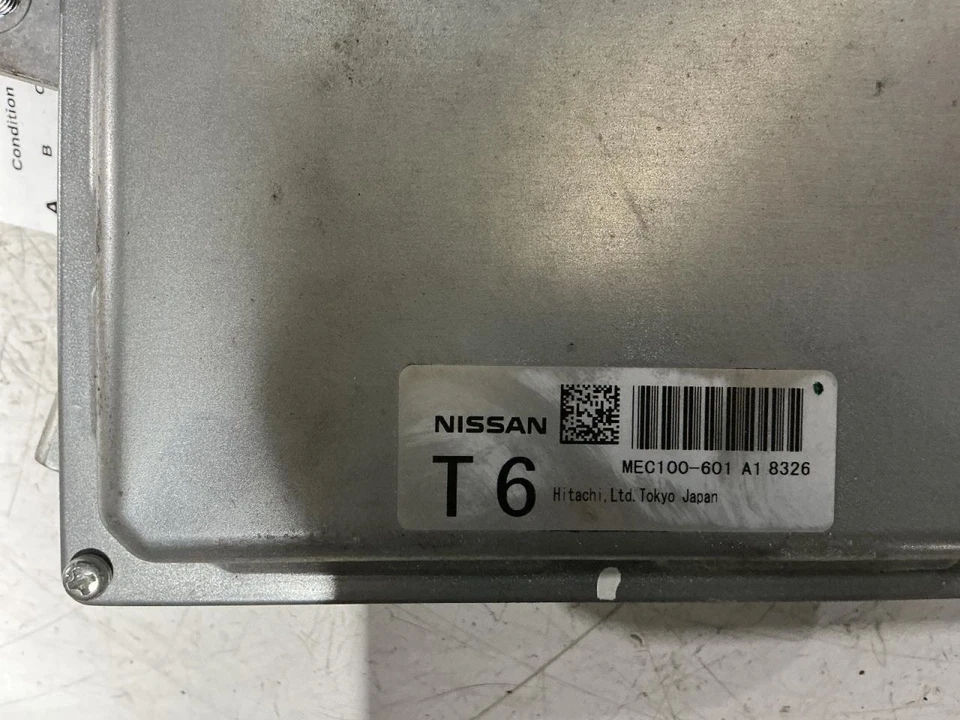 Condition
A B C
NISSAN
T6
MEC100-601 A1 8326
Hitachi,Ltd.Tokyo Japan